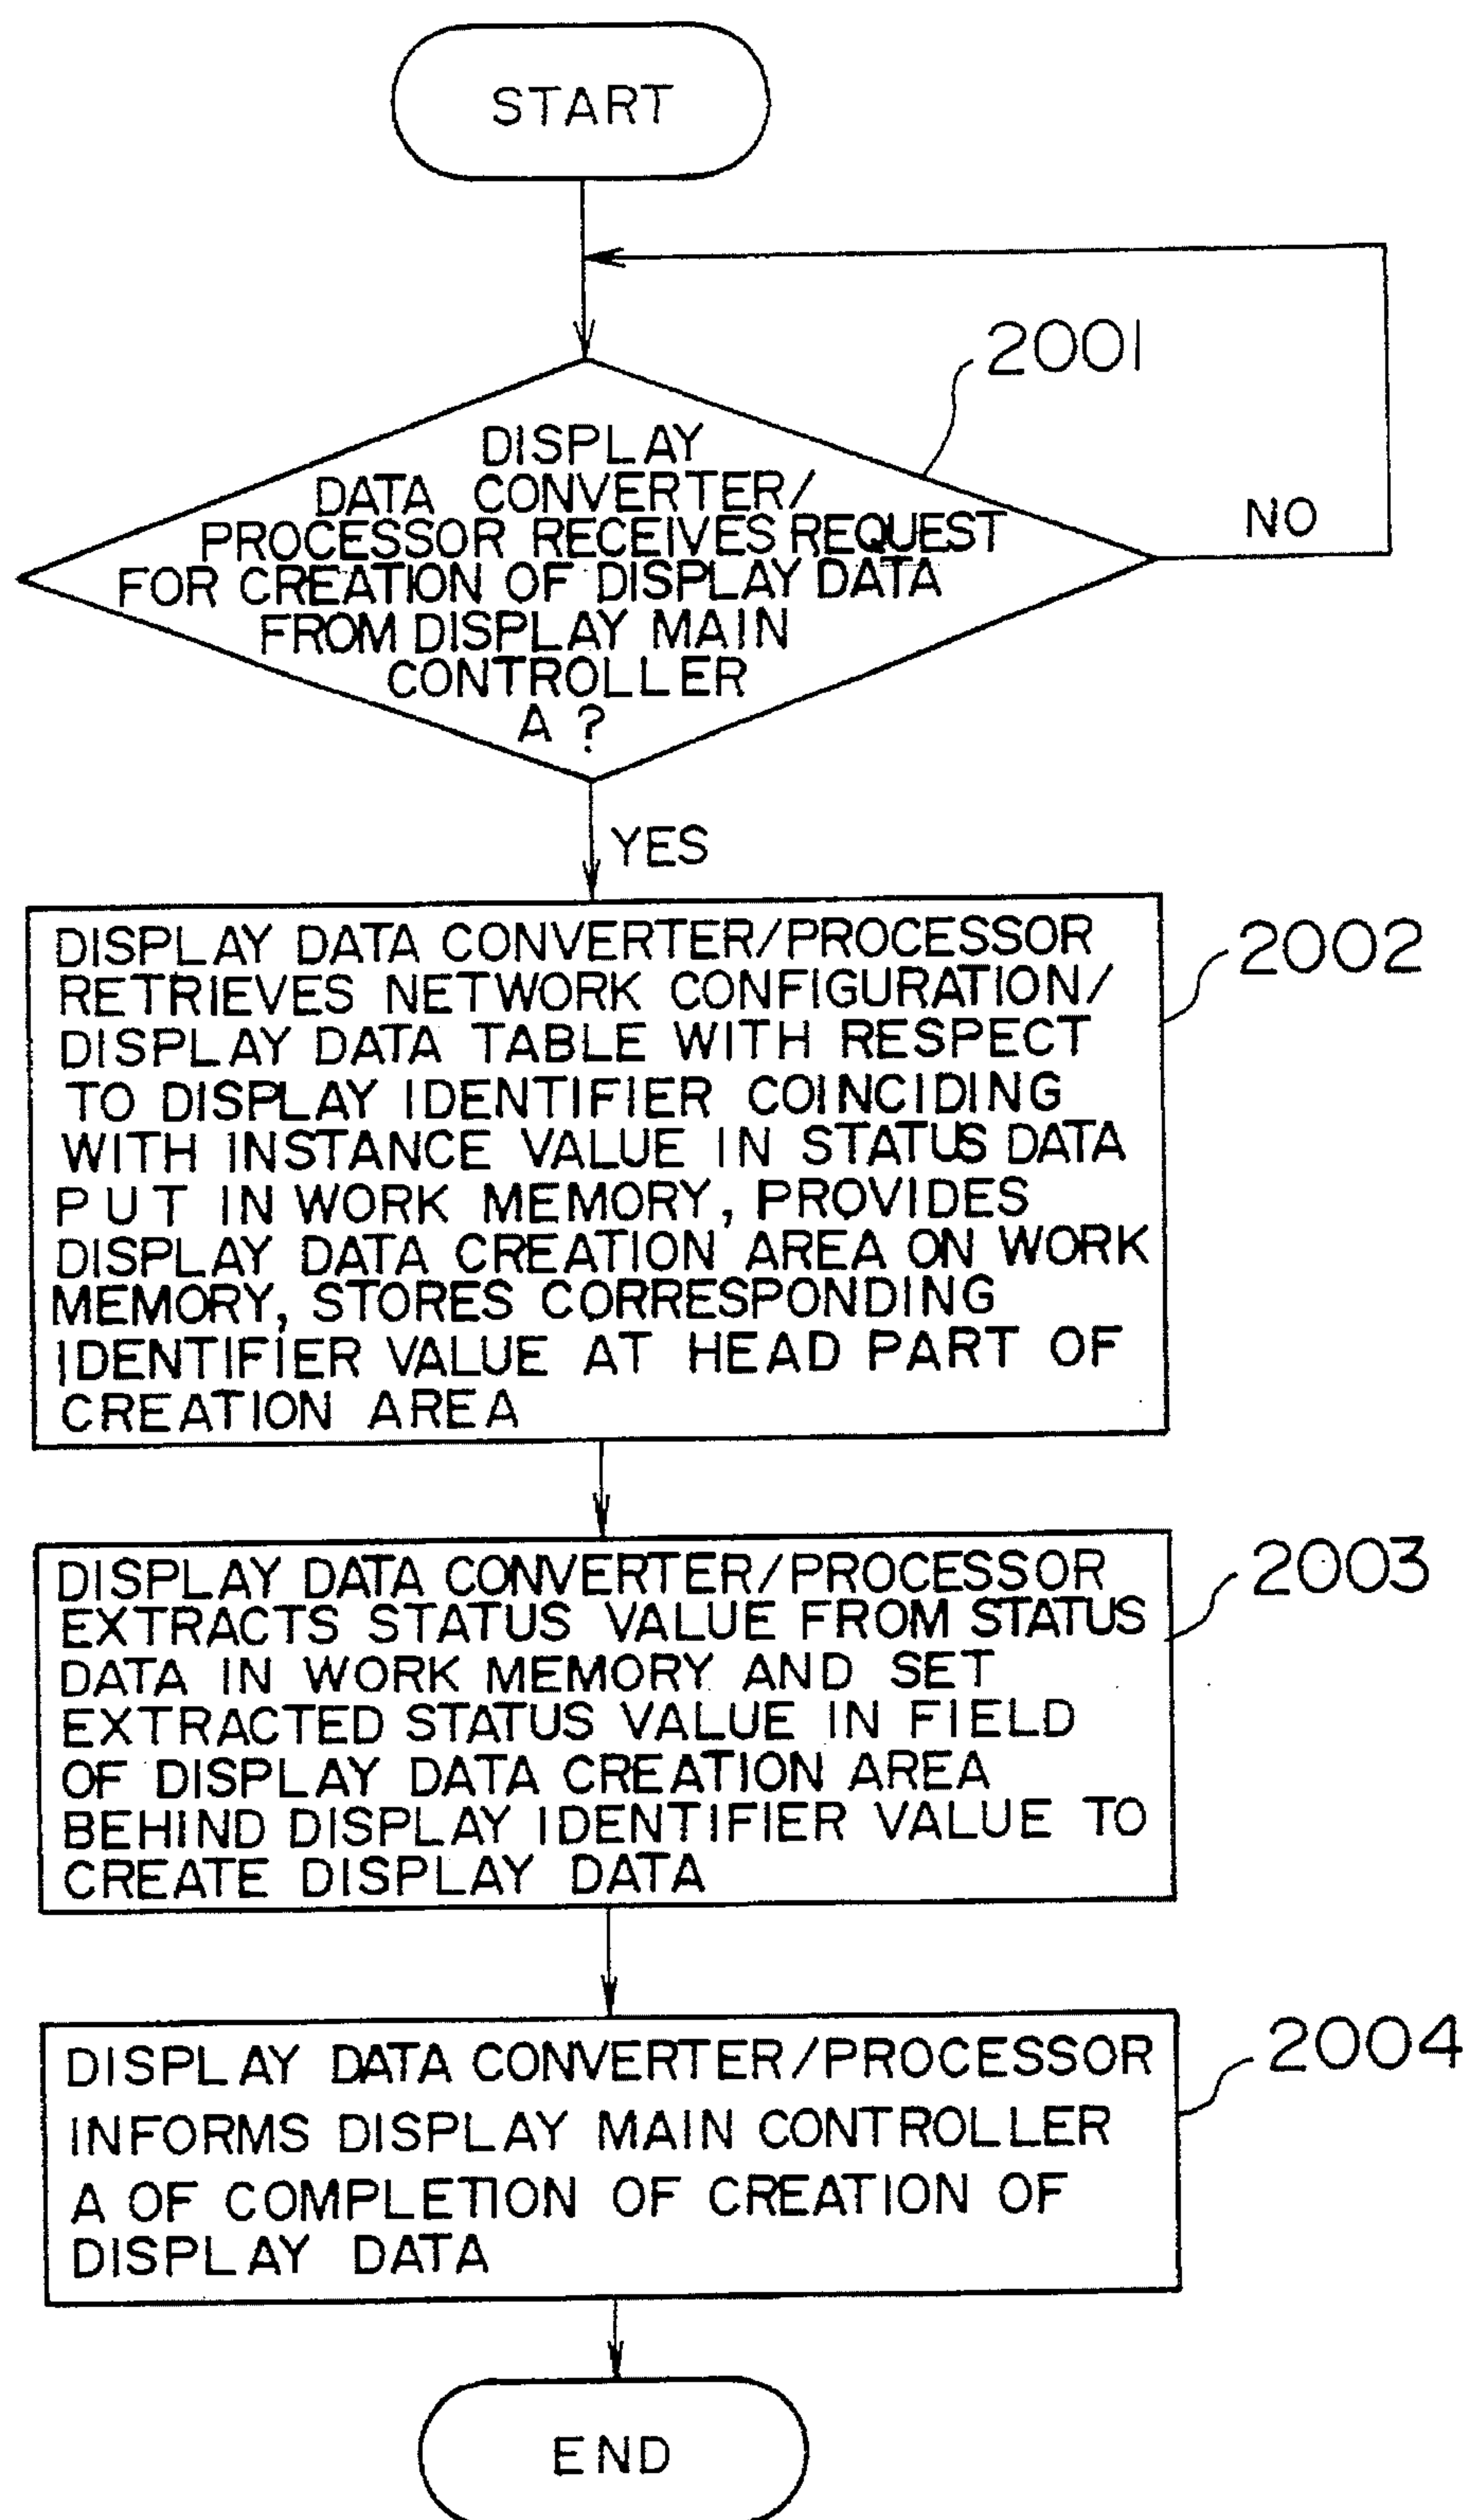 START
2001
DISPLAY
DATA CONVERTER/
PROCESSOR RECEIVES REQUEST
FOR CREATION OF DISPLAY DATA
FROM DISPLAY MAIN
CONTROLLER
A ?
NO
YES
2002
DISPLAY DATA CONVERTER/PROCESSOR
RETRIEVES NETWORK CONFIGURATION/
DISPLAY DATA TABLE WITH RESPECT
TO DISPLAY IDENTIFIER COINCIDING
WITH INSTANCE VALUE IN STATUS DATA
PUT IN WORK MEMORY, PROVIDES
DISPLAY DATA CREATION AREA ON WORK
MEMORY, STORES CORRESPONDING
IDENTIFIER VALUE AT HEAD PART OF
CREATION AREA
2003
DISPLAY DATA CONVERTER/PROCESSOR
EXTRACTS STATUS VALUE FROM STATUS
DATA IN WORK MEMORY AND SET
EXTRACTED STATUS VALUE IN FIELD
OF DISPLAY DATA CREATION AREA
BEHIND DISPLAY IDENTIFIER VALUE TO
CREATE DISPLAY DATA
2004
DISPLAY DATA CONVERTER/PROCESSOR
INFORMS DISPLAY MAIN CONTROLLER
A OF COMPLETION OF CREATION OF
DISPLAY DATA
END